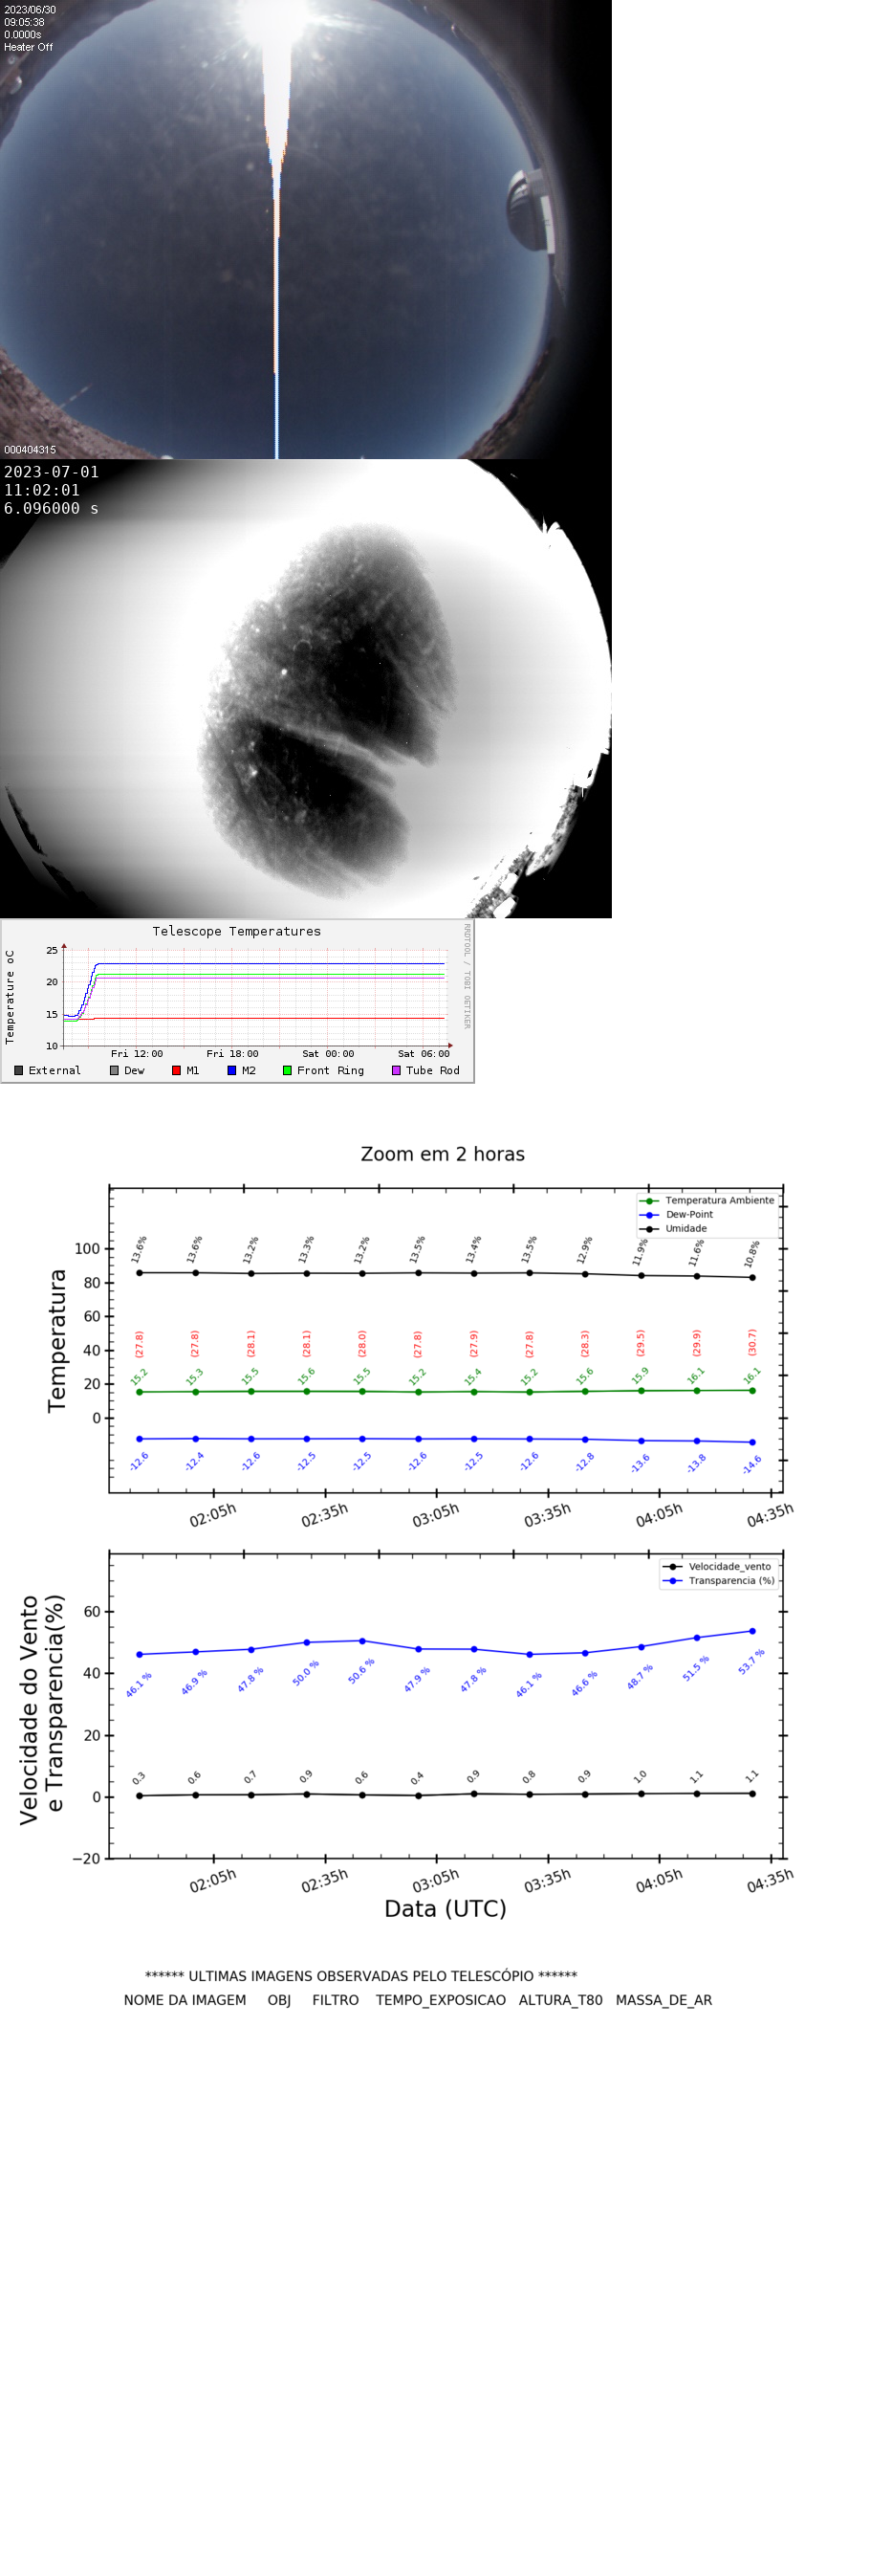 2023/06/30
09:05:38
0.0000s
Heater Off
000404315
2023-07-01
11:02:01
6.096000 s
Telescope Temperatures
RRDTOOL / TOBI OETIKER
Temperature oC
25
20
15
10
Fri 12:00 Fri 18:00 Sat 00:00 Sat 06:00
External Dew M1 M2 Front Ring Tube Rod
Zoom em 2 horas
Temperatura Ambiente
Dew-Point
Umidade
Temperatura
100
80
60
40
20
0
13.6% 13.6% 13.2% 13.3% 13.2% 13.5% 13.4% 13.5% 12.9% 11.9% 11.6% 10.8%
(27.8) (27.8) (28.1) (28.1) (28.0) (27.8) (27.9) (27.8) (28.3) (29.5) (29.9) (30.7)
15.2 15.3 15.5 15.6 15.5 15.2 15.4 15.2 15.6 15.9 16.1 16.1
-12.6 -12.4 -12.6 -12.5 -12.5 -12.6 -12.5 -12.6 -12.8 -13.6 -13.8 -14.6
02:05h 02:35h 03:05h 03:35h 04:05h 04:35h
Velocidade_vento
Transparencia (%)
Velocidade do Vento
e Transparencia(%)
60
40
20
0
−20
46.1 % 46.9 % 47.8 % 50.0 % 50.6 % 47.9 % 47.8 % 46.1 % 46.6 % 48.7 % 51.5 % 53.7 %
0.3 0.6 0.7 0.9 0.6 0.4 0.9 0.8 0.9 1.0 1.1 1.1
02:05h 02:35h 03:05h 03:35h 04:05h 04:35h
Data (UTC)
****** ULTIMAS IMAGENS OBSERVADAS PELO TELESCÓPIO ******
NOME DA IMAGEM OBJ FILTRO TEMPO_EXPOSICAO ALTURA_T80 MASSA_DE_AR